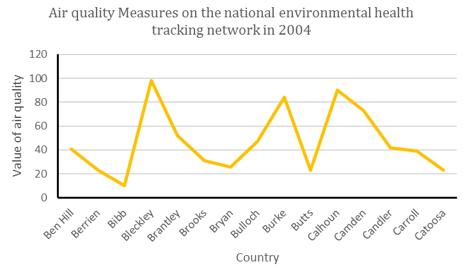 Air quality Measures on the national environmental health
tracking network in 2004
Value of air quality
120
100
80
60
40
20
0
Ben Hill
Berrien
Bibb
Bleckley
Brantley
Brooks
Bryan
Bulloch
Burke
Butts
Calhoun
Camden
Candler
Carroll
Catoosa
Country